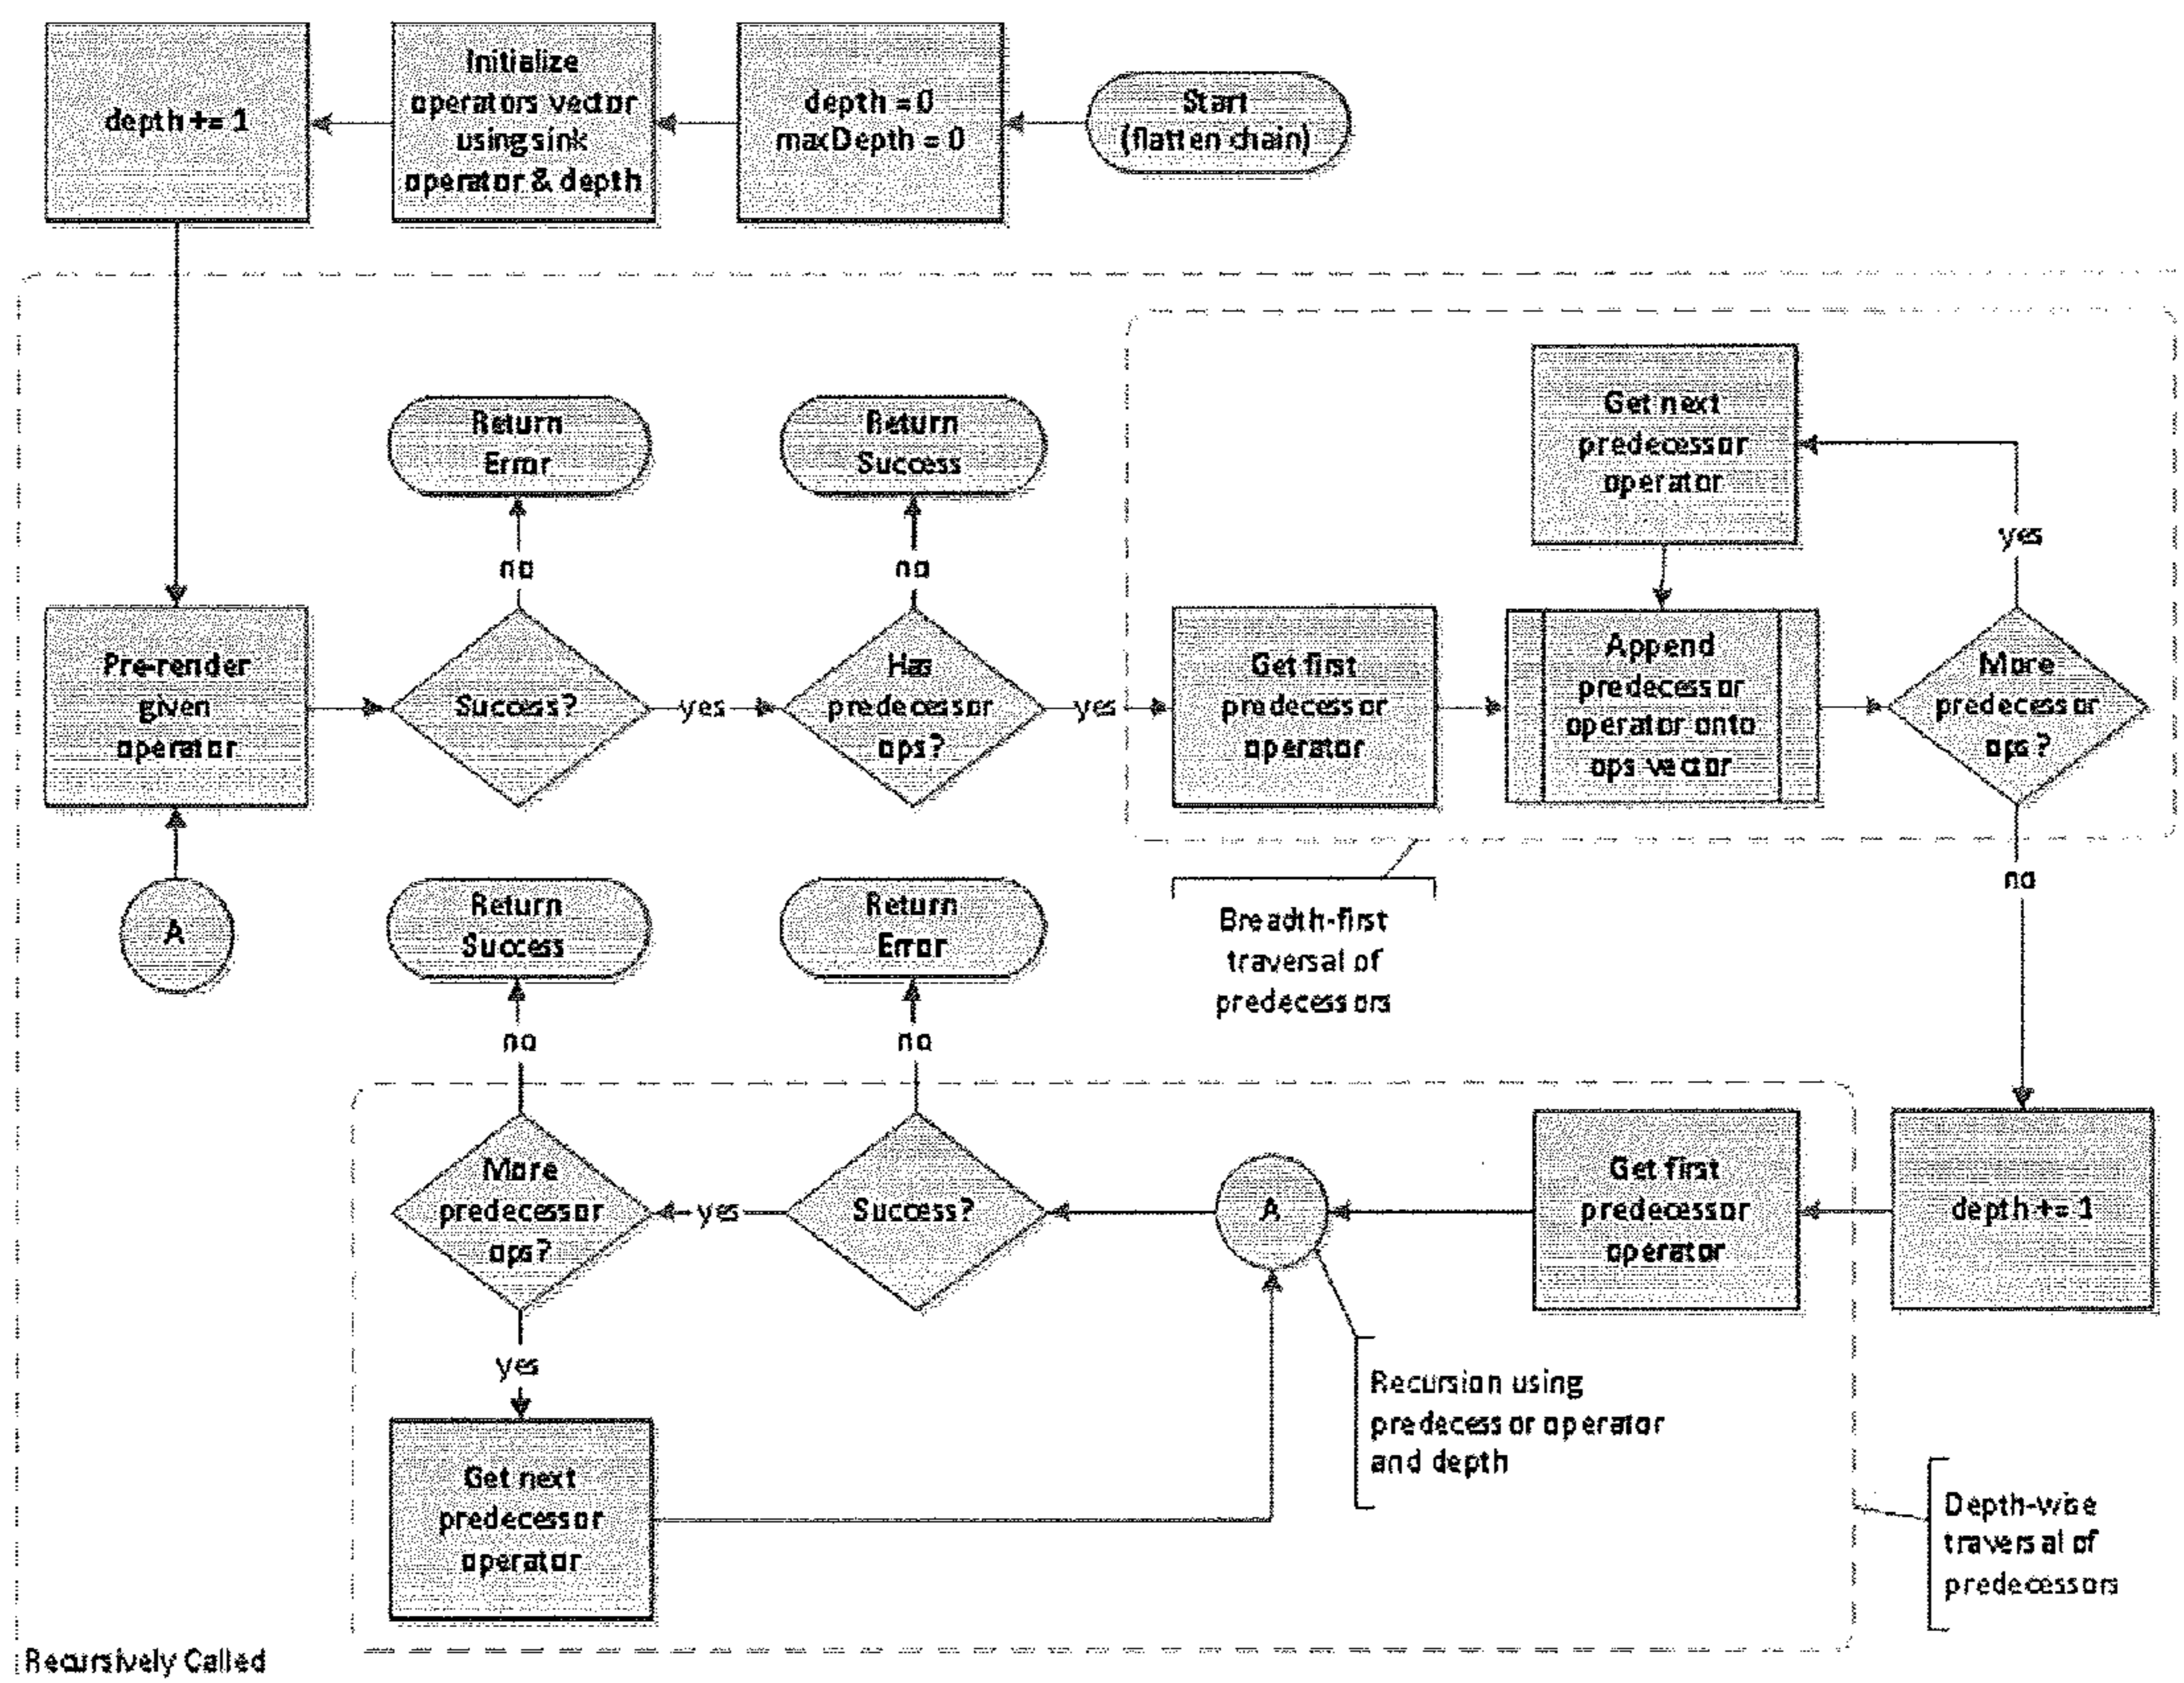 Start
(flatten chain)
depth = 0
maxDepth = 0
Initialize
operators vector
using sink
operator & depth
depth += 1
Pre-render
given
operator
A
Success?
no
Return
Error
yes
Has
predecessor
ops?
no
Return
Success
yes
Get first
predecessor
operator
Append
predecessor
operator onto
ops vector
More
predecessor
ops?
yes
Get next
predecessor
operator
no
Breadth-first
traversal of
predecessors
depth += 1
Get first
predecessor
operator
A
Recursion using
predecessor operator
and depth
Success?
no
Return
Error
yes
More
predecessor
ops?
no
Return
Success
yes
Get next
predecessor
operator
Depth-wise
traversal of
predecessors
Recursively Called